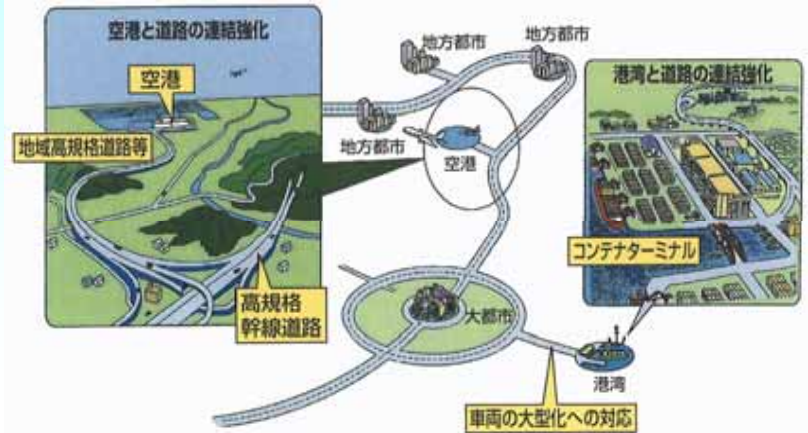 空港と道路の連結強化
空港
地域高規格道路等
高規格
幹線道路
地方都市
地方都市
地方都市
空港
大都市
港湾
車両の大型化への対応
港湾と道路の連結強化
コンテナターミナル